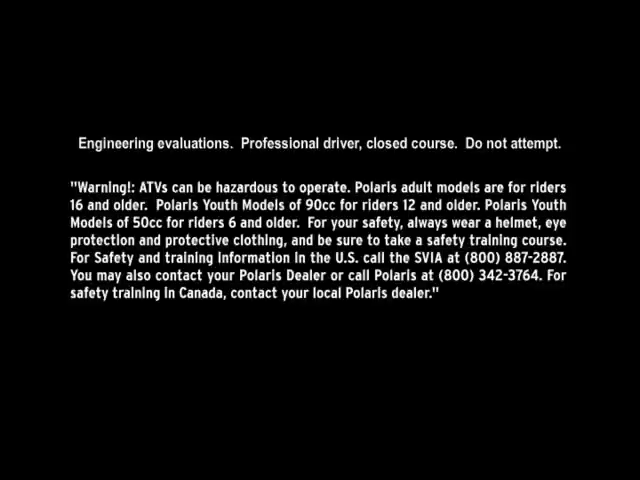 Engineering evaluations.  Professional driver, closed course.  Do not attempt.
"Warning!: ATVs can be hazardous to operate. Polaris adult models are for riders
16 and older.  Polaris Youth Models of 90cc for riders 12 and older. Polaris Youth
Models of 50cc for riders 6 and older.  For your safety, always wear a helmet, eye
protection and protective clothing, and be sure to take a safety training course.
For Safety and training information in the U.S. call the SVIA at (800) 887-2887.
You may also contact your Polaris Dealer or call Polaris at (800) 342-3764. For
safety training in Canada, contact your local Polaris dealer."